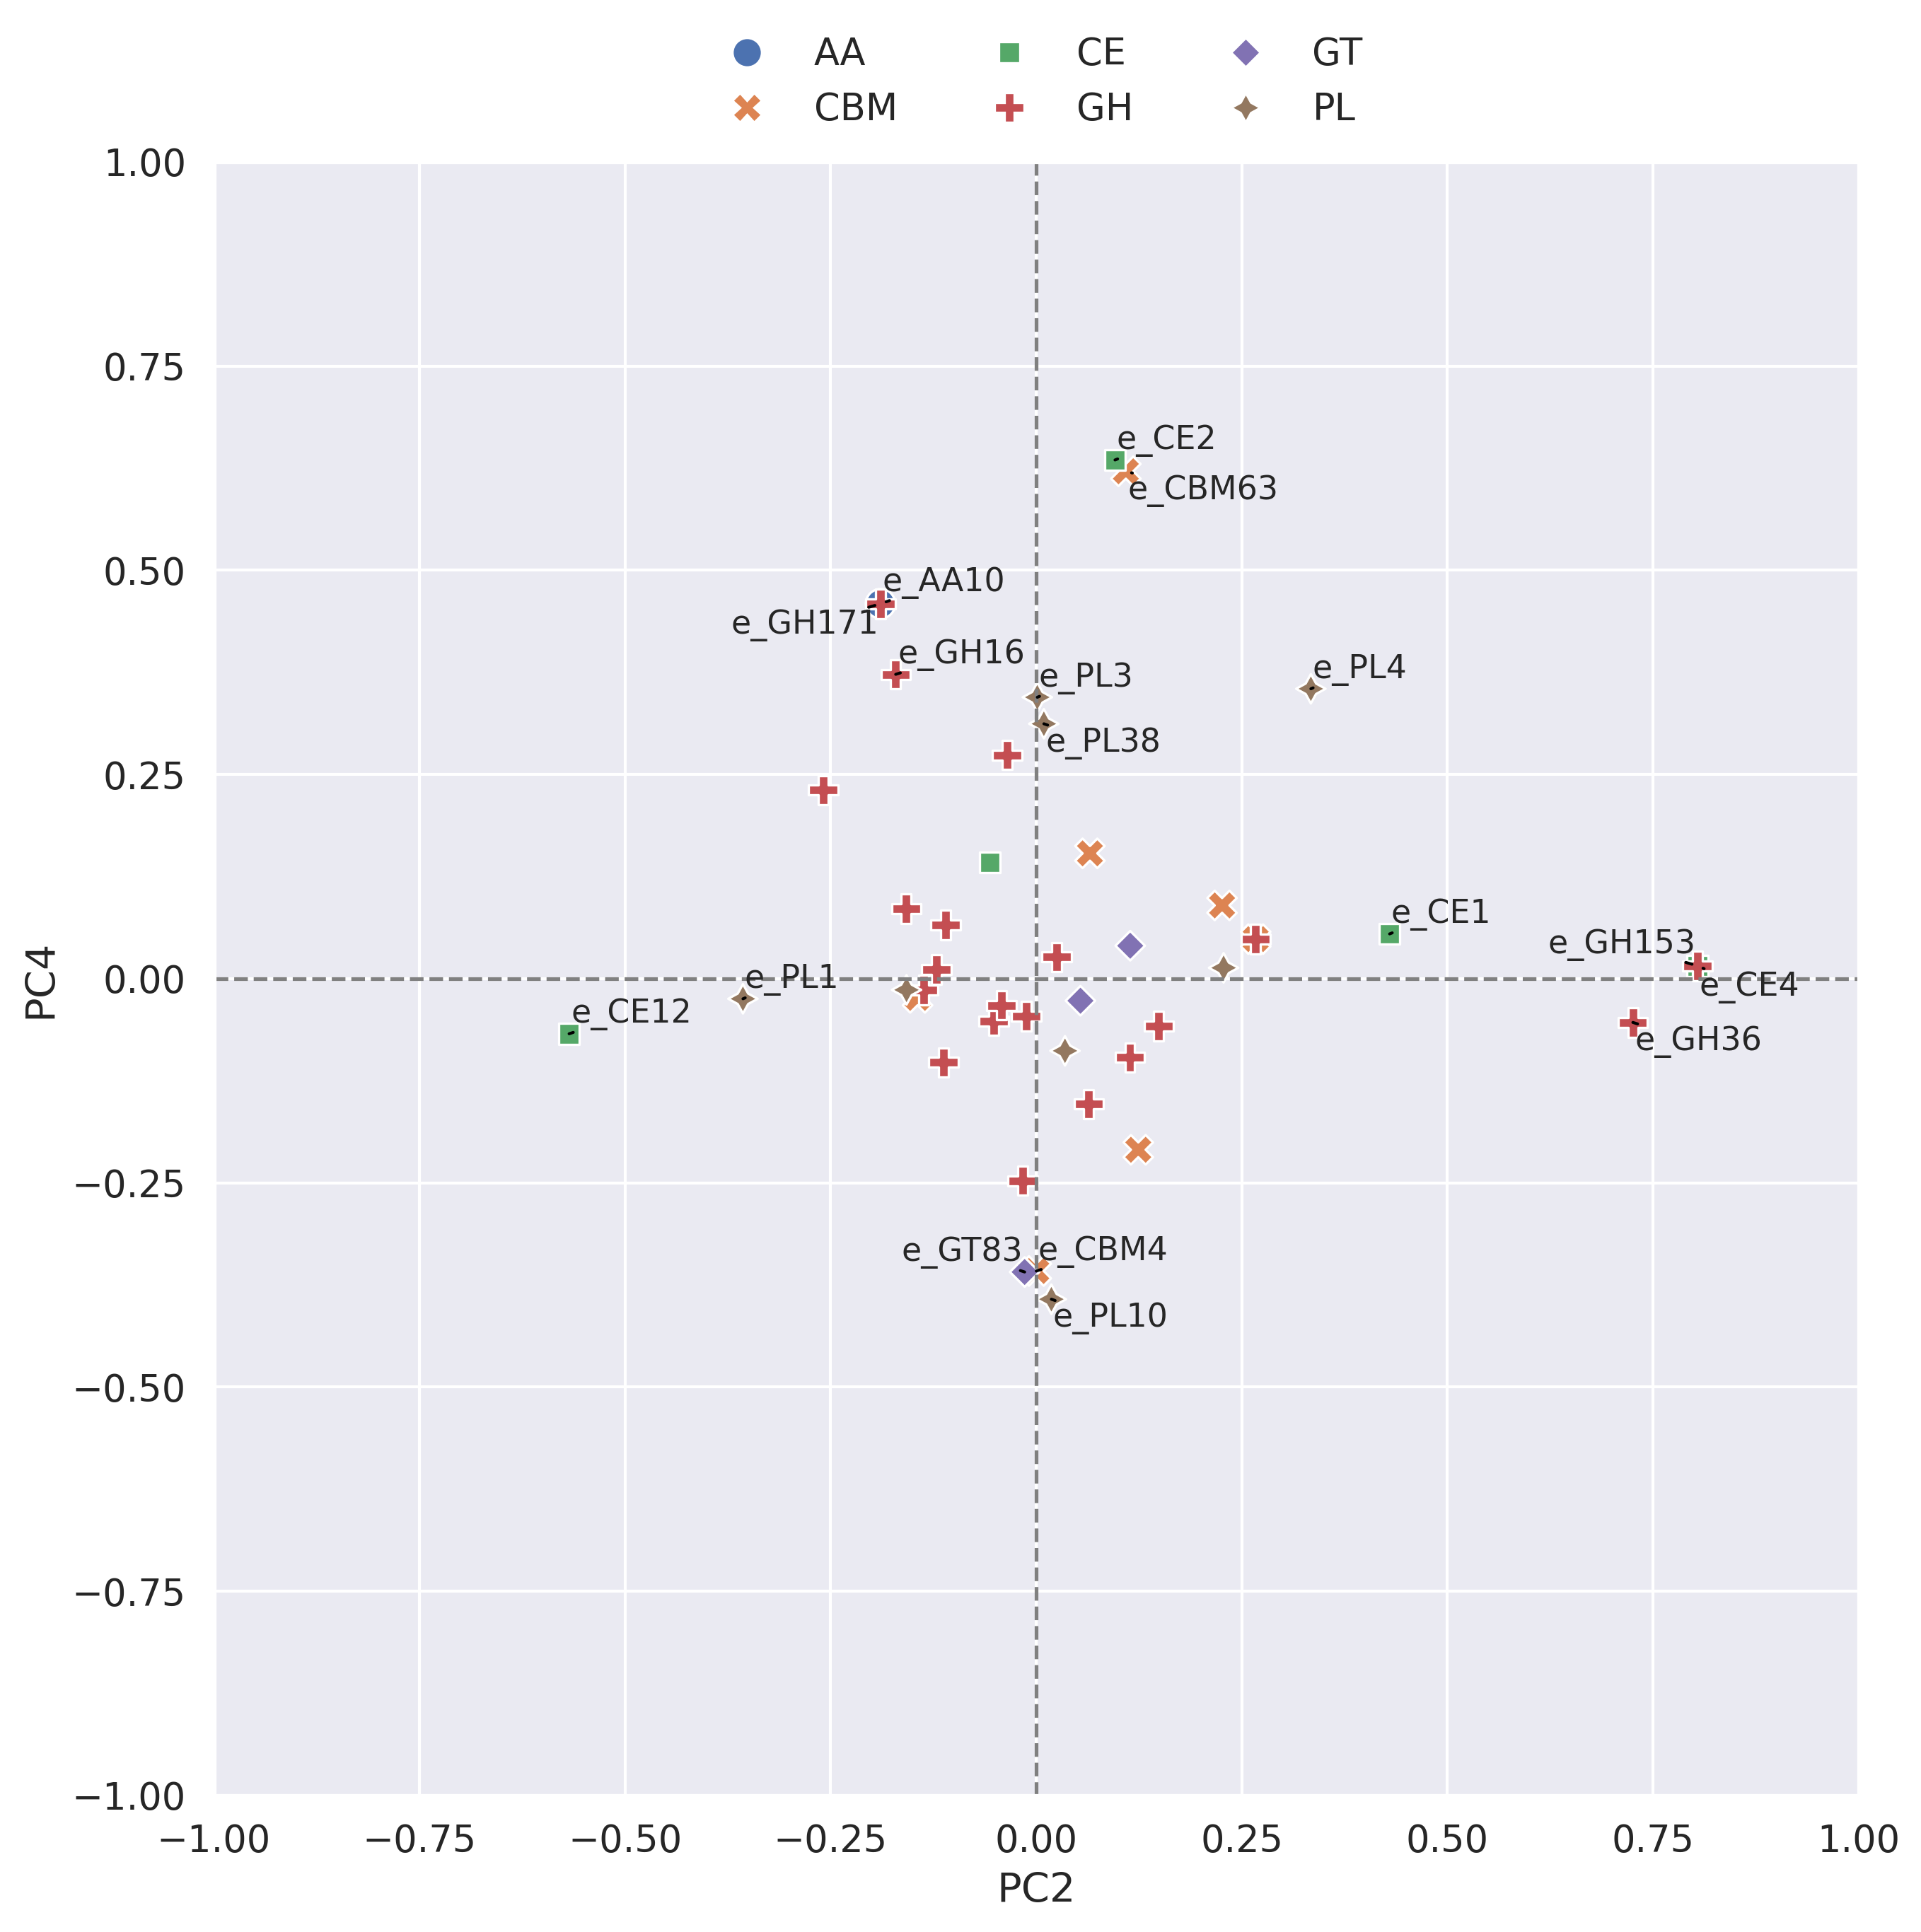 AA CE GT
CBM GH PL
1.00
0.75
0.50
0.25
0.00
−0.25
−0.50
−0.75
−1.00
PC4
e_CE2
e_CBM63
e_AA10
e_GH171
e_GH16
e_PL3
e_PL4
e_PL38
e_CE1
e_GH153
e_PL1
e_CE4
e_CE12
e_GH36
e_GT83 e_CBM4
e_PL10
−1.00 −0.75 −0.50 −0.25 0.00 0.25 0.50 0.75 1.00
PC2